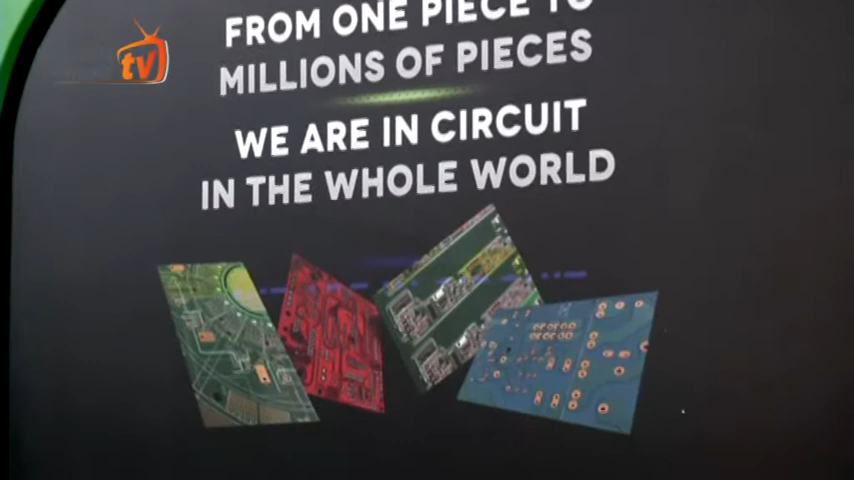 tv
FROM ONE PIECE TO
MILLIONS OF PIECES
WE ARE IN CIRCUIT
IN THE WHOLE WORLD